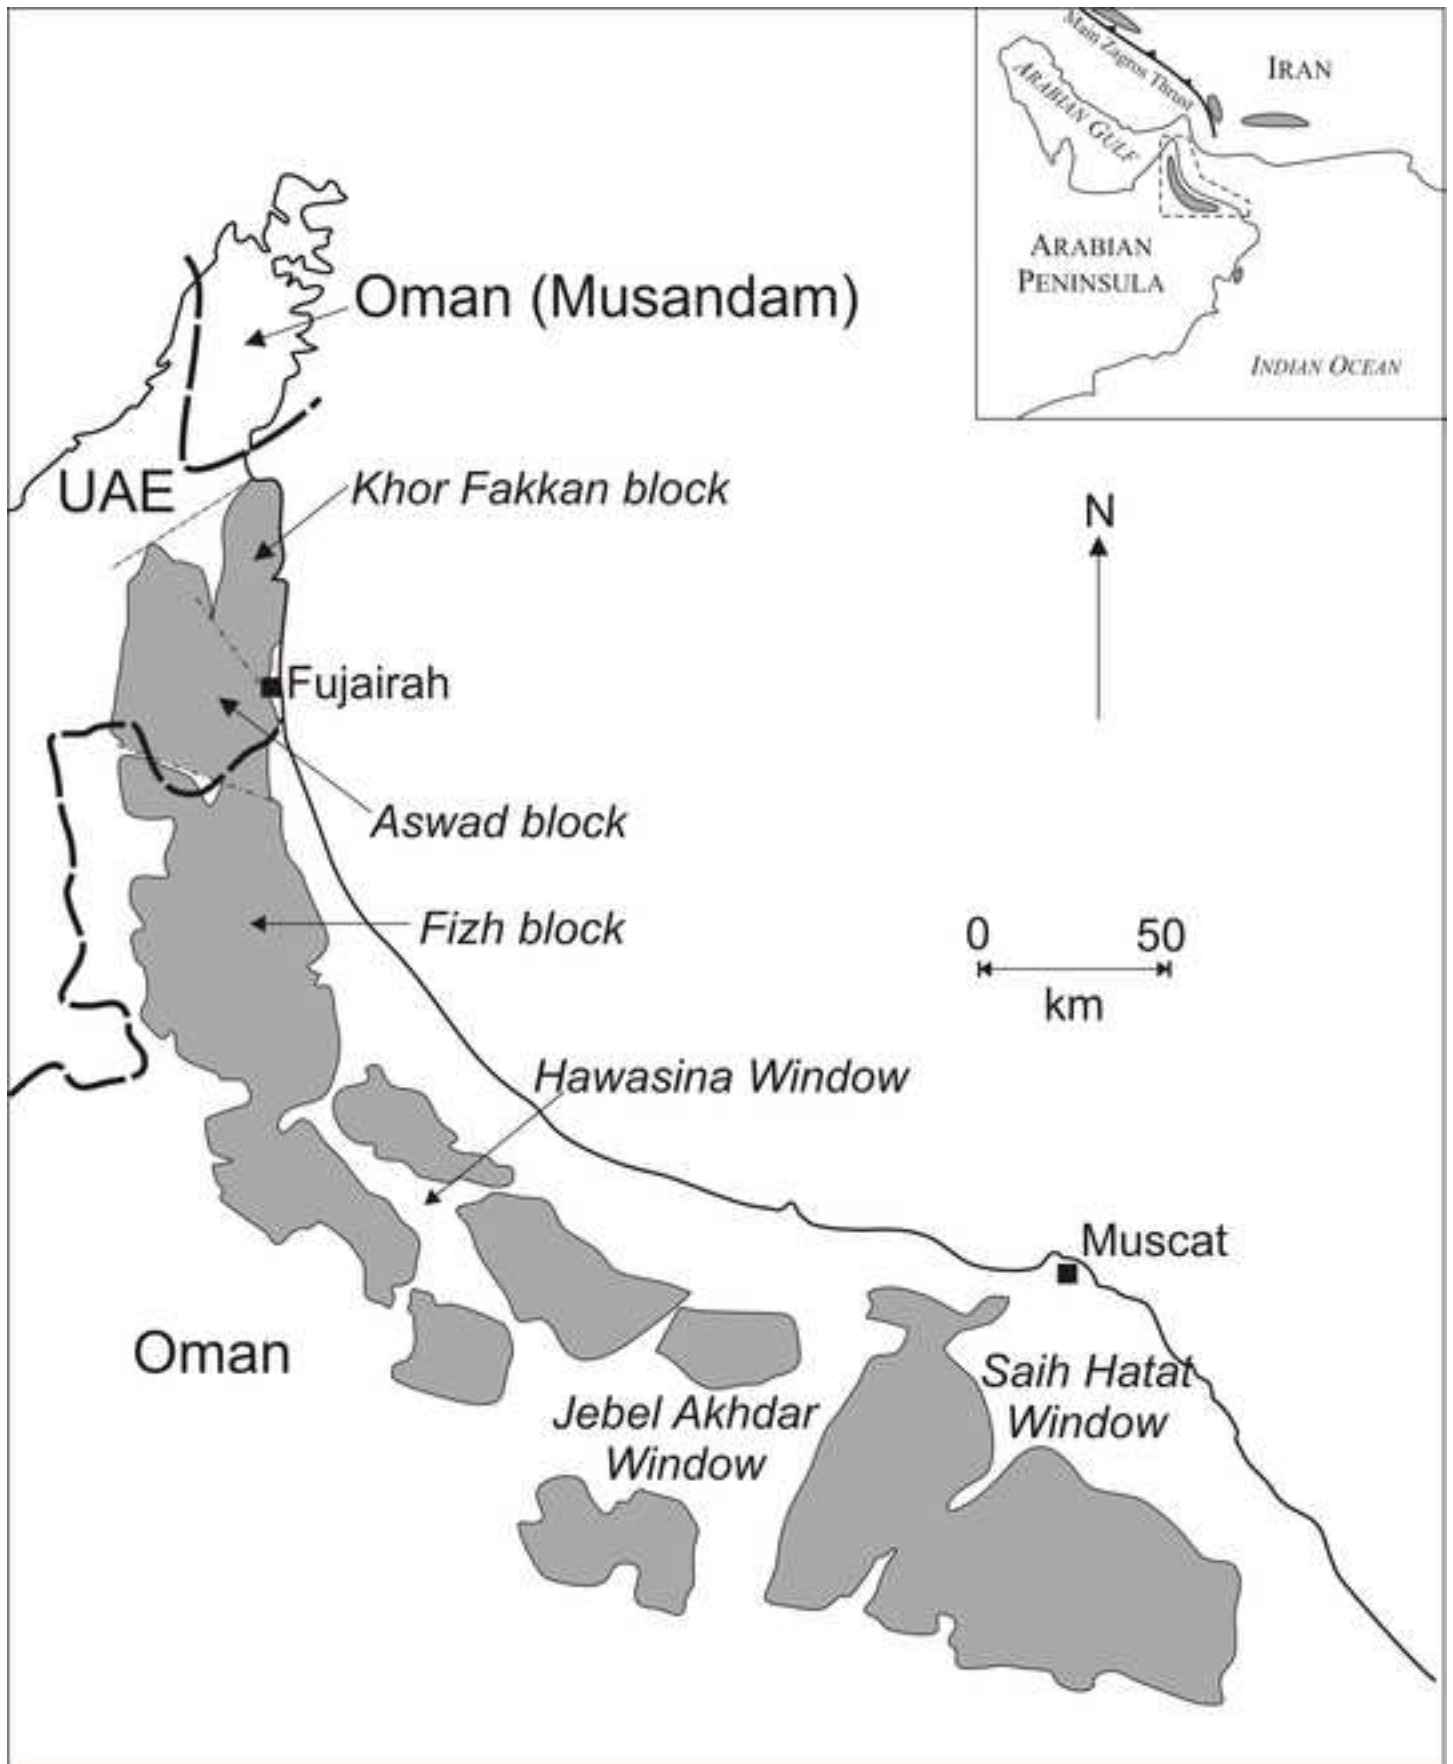 Main Zagros Thrust
IRAN
ARABIAN GULF
ARABIAN
PENINSULA
INDIAN OCEAN
Oman (Musandam)
UAE
Khor Fakkan block
N
Fujairah
Aswad block
Fizh block
0 50
km
Hawasina Window
Muscat
Oman
Saih Hatat
Window
Jebel Akhdar
Window